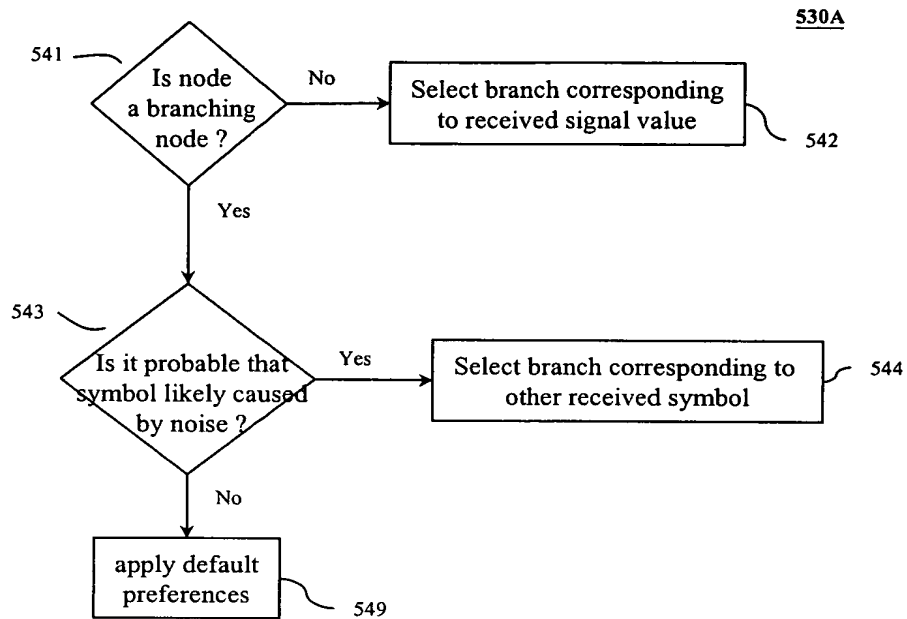 530A
541
Is node
a branching
node ?
No
Select branch corresponding
to received signal value
542
Yes
543
Is it probable that
symbol likely caused
by noise ?
Yes
Select branch corresponding to
other received symbol
544
No
apply default
preferences
549